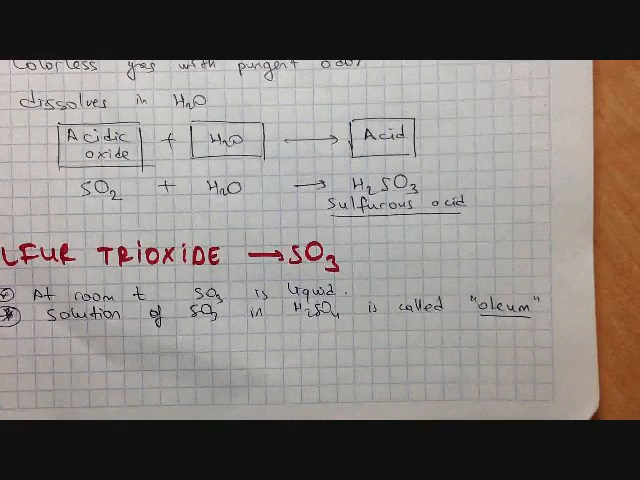 Colorless gas with pungent odor
dissolves in H2O
Acidic oxide + H2O → Acid
SO2 + H2O → H2SO3
Sulfurous acid
LFUR TRIOXIDE → SO3
At room t SO3 is liquid.
Solution of SO3 in H2SO4 is called "oleum"